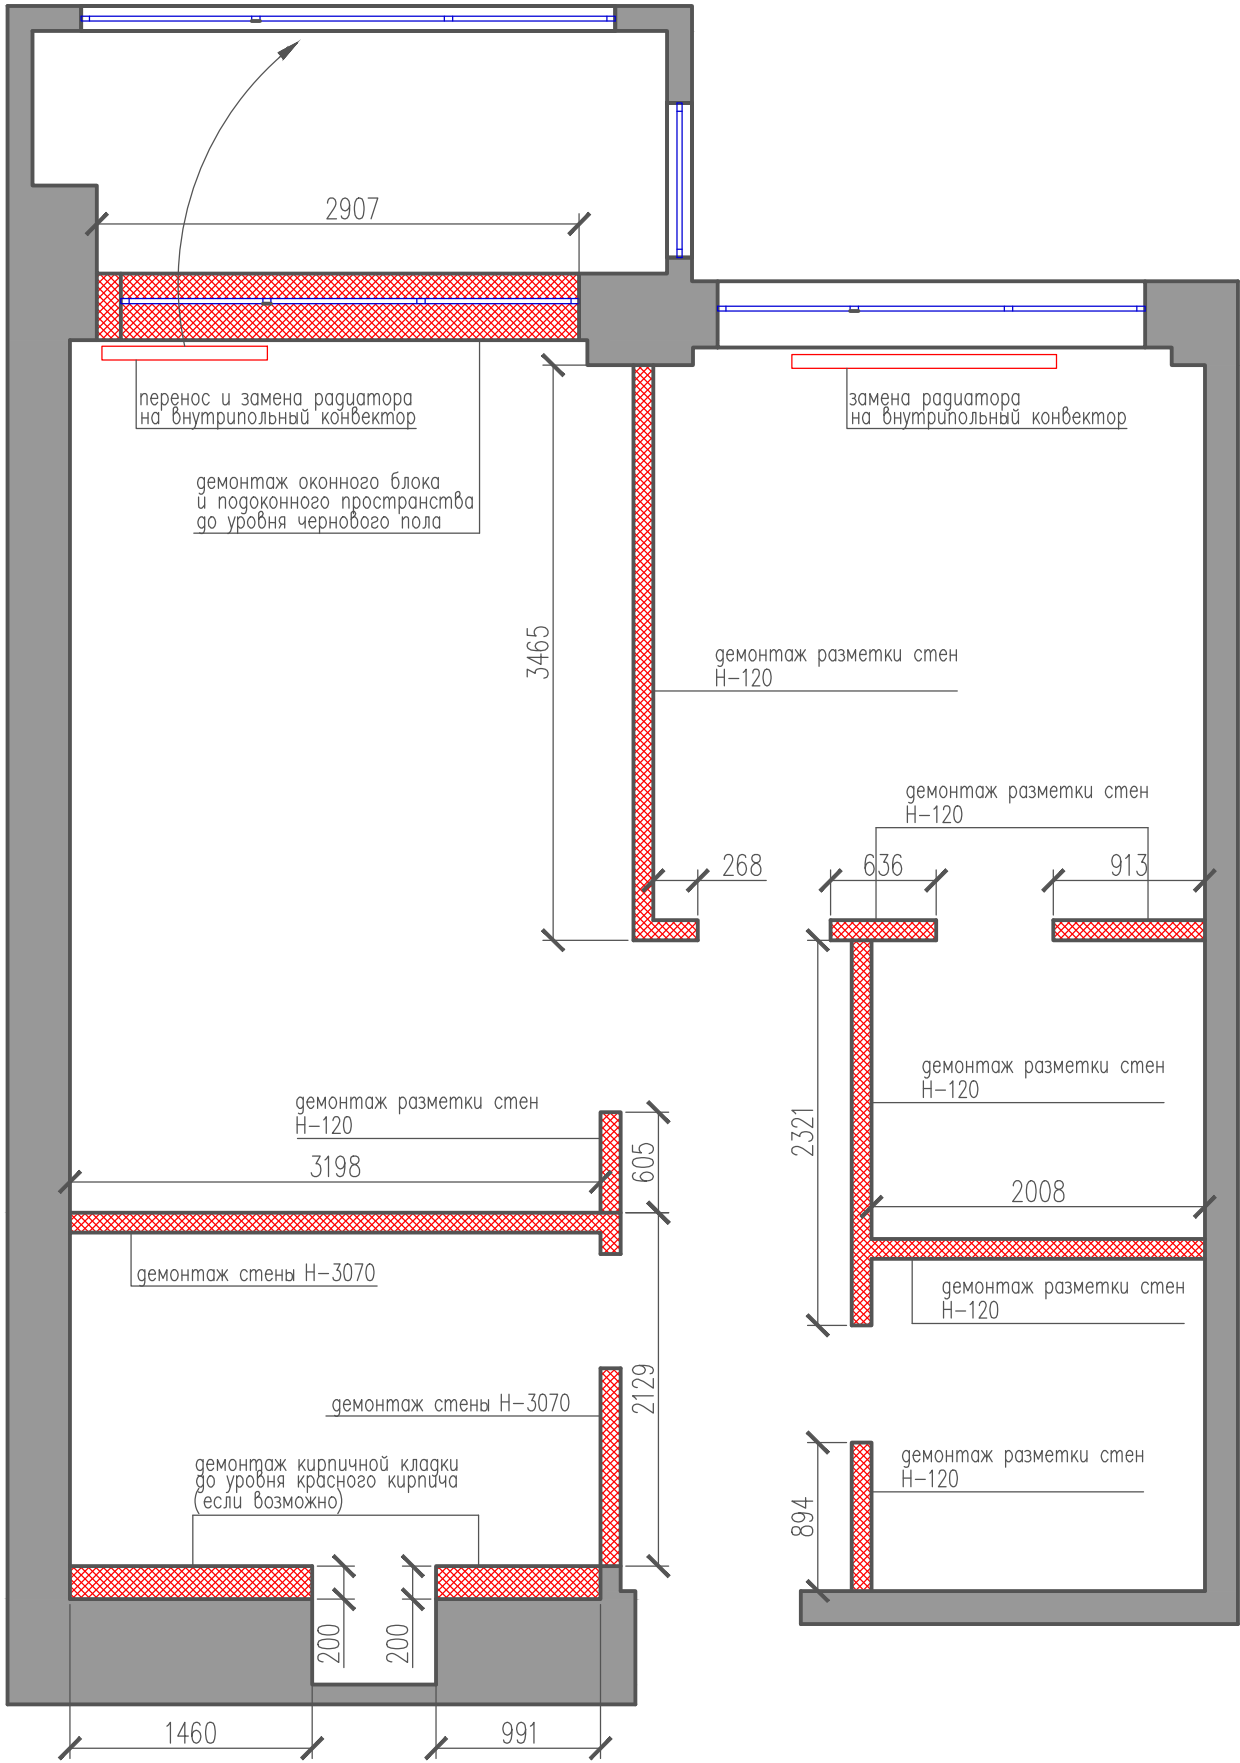 2907
перенос и замена радиатора
на внутрипольный конвектор
замена радиатора
на внутрипольный конвектор
демонтаж оконного блока
и подоконного пространства
до уровня чернового пола
3465
демонтаж разметки стен
Н-120
демонтаж разметки стен
Н-120
268
636
913
демонтаж разметки стен
Н-120
демонтаж разметки стен
Н-120
2321
605
3198
2008
демонтаж стены Н-3070
демонтаж разметки стен
Н-120
2129
демонтаж стены Н-3070
демонтаж кирпичной кладки
до уровня красного кирпича
(если возможно)
демонтаж разметки стен
Н-120
894
200
200
1460
991